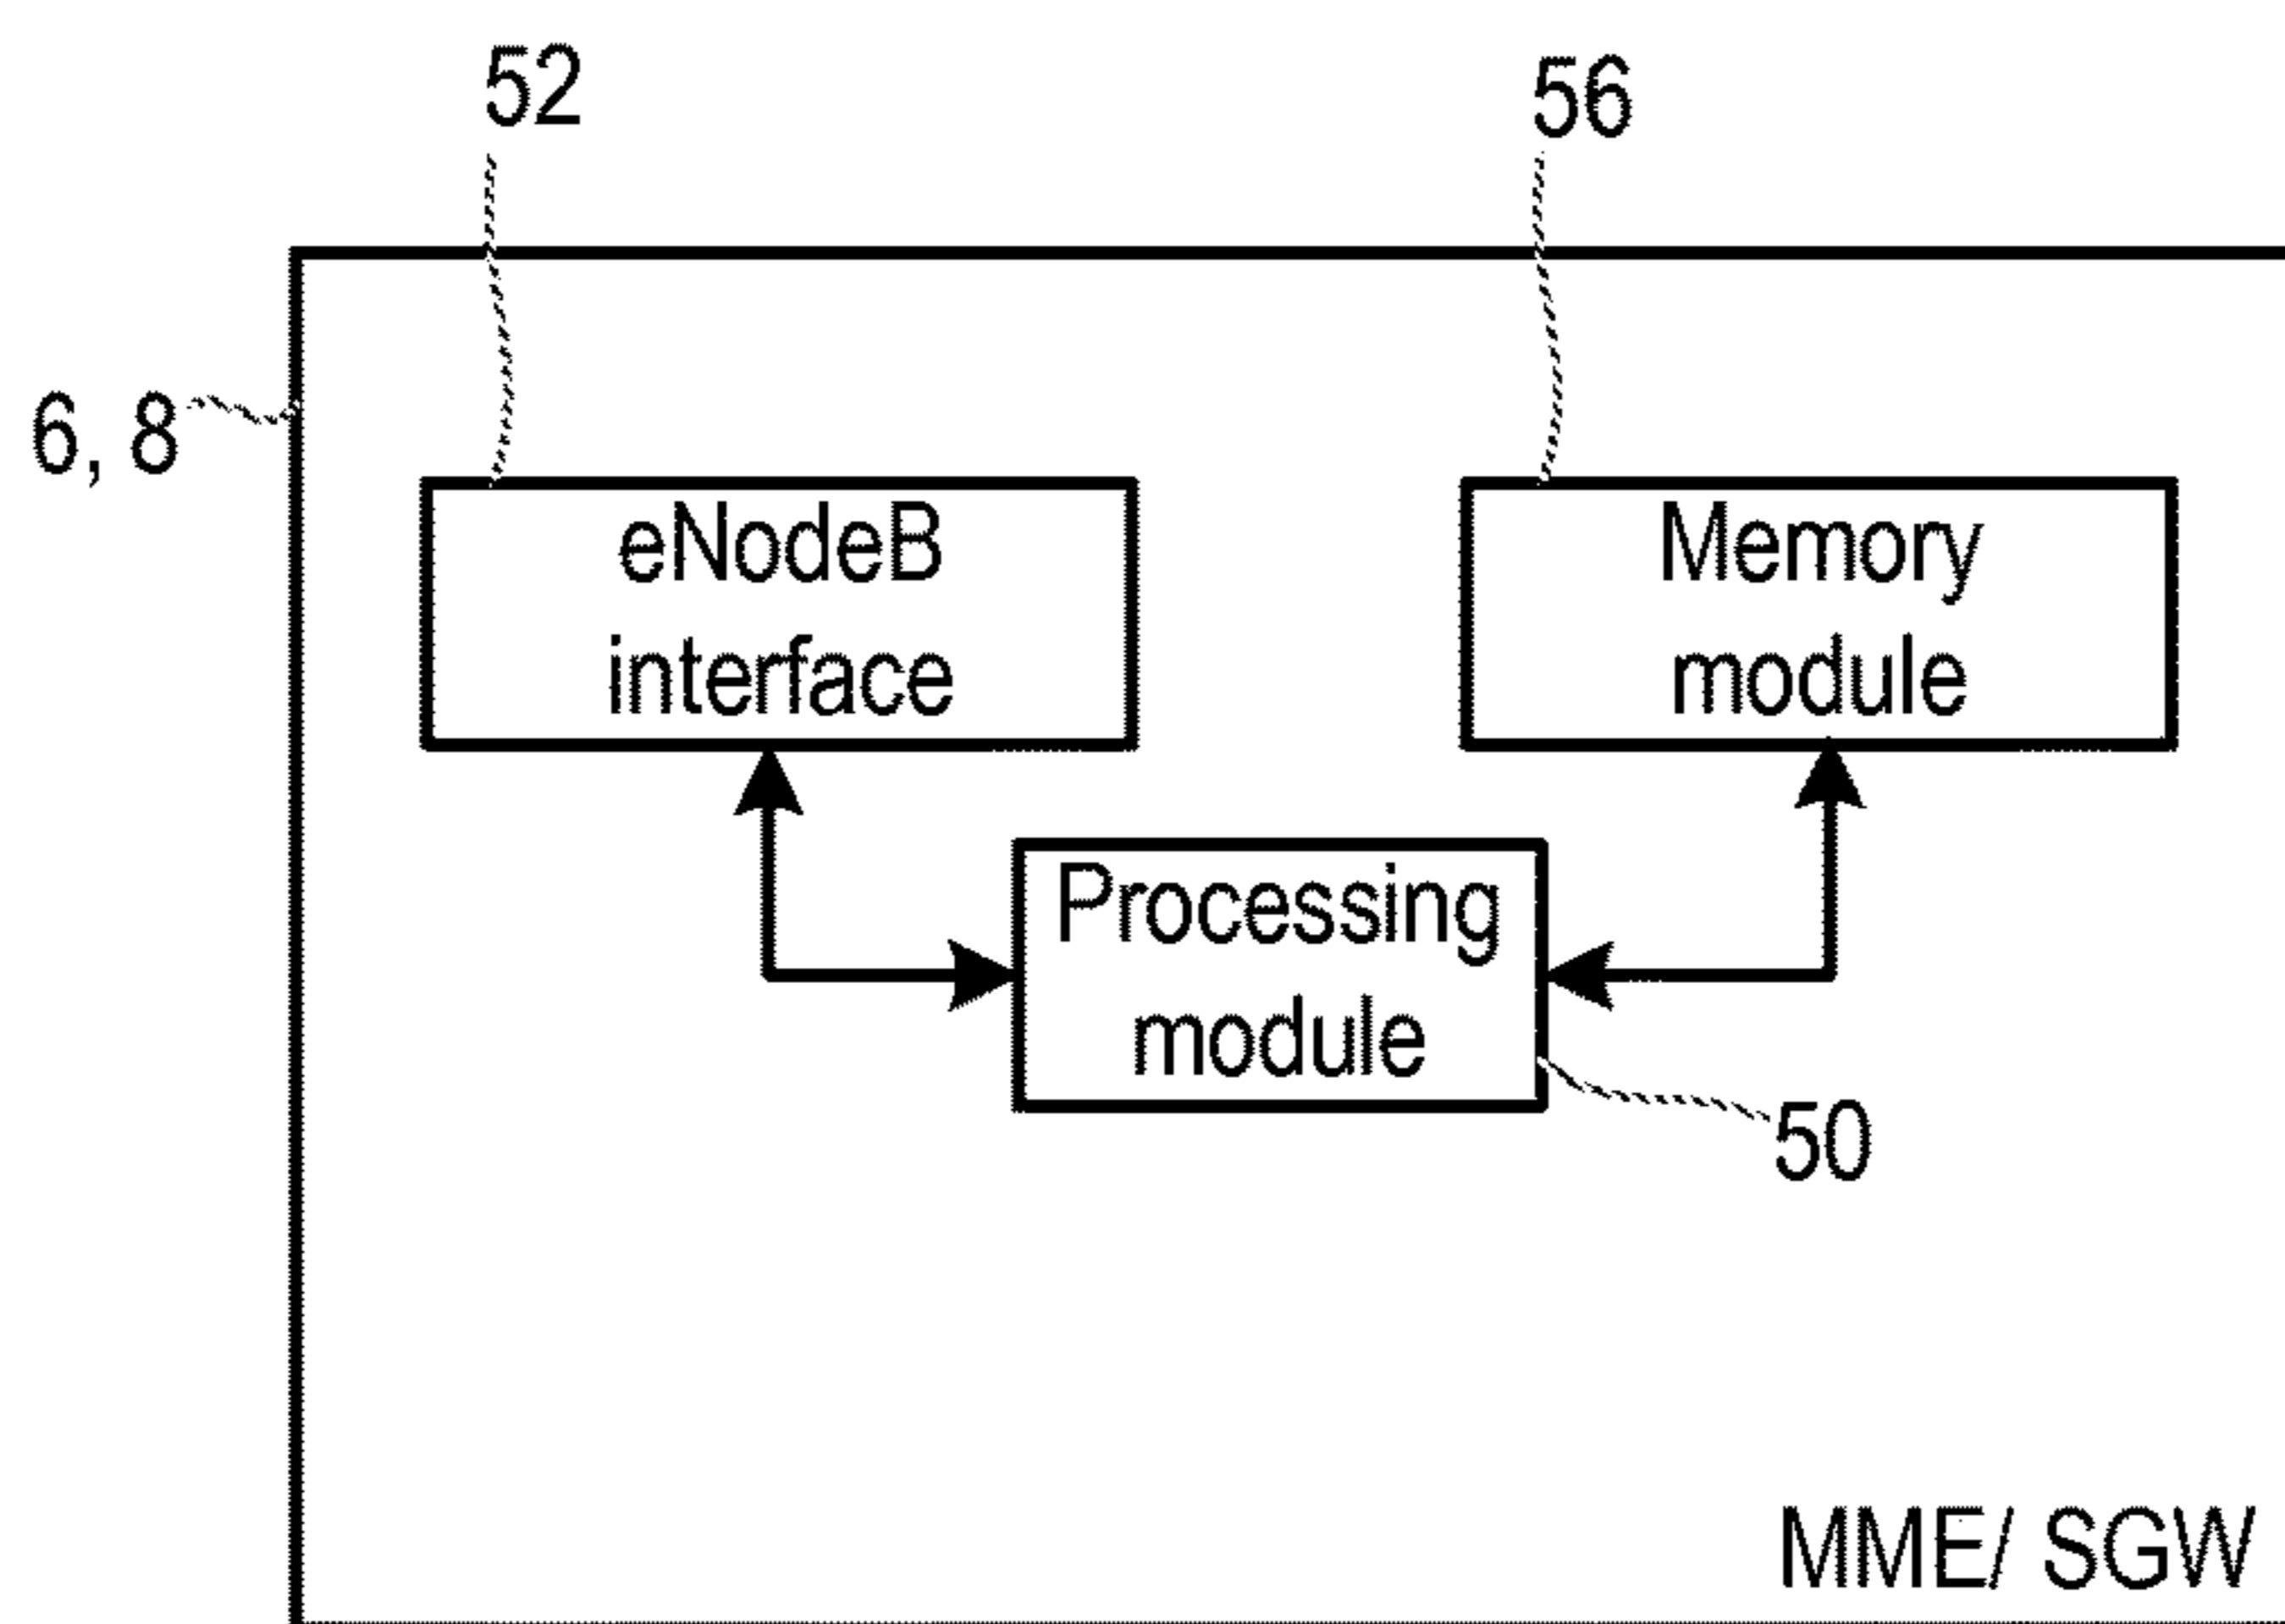 52
56
6, 8
eNodeB
interface
Memory
module
Processing
module
50
MME/ SGW